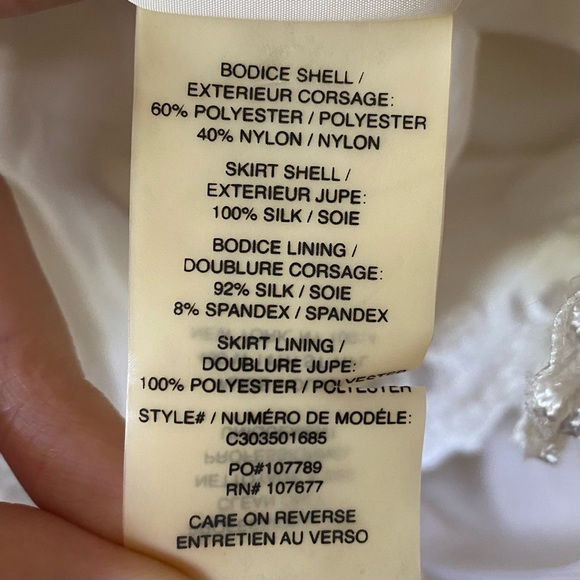 BODICE SHELL /
EXTERIEUR CORSAGE:
60% POLYESTER / POLYESTER
40% NYLON / NYLON
SKIRT SHELL /
EXTERIEUR JUPE:
100% SILK / SOIE
BODICE LINING /
DOUBLURE CORSAGE:
92% SILK / SOIE
8% SPANDEX / SPANDEX
SKIRT LINING /
DOUBLURE JUPE:
100% POLYESTER / POLYESTER
STYLE# / NUMÉRO DE MODÉLE:
C303501685
PO#107789
RN# 107677
CARE ON REVERSE
ENTRETIEN AU VERSO